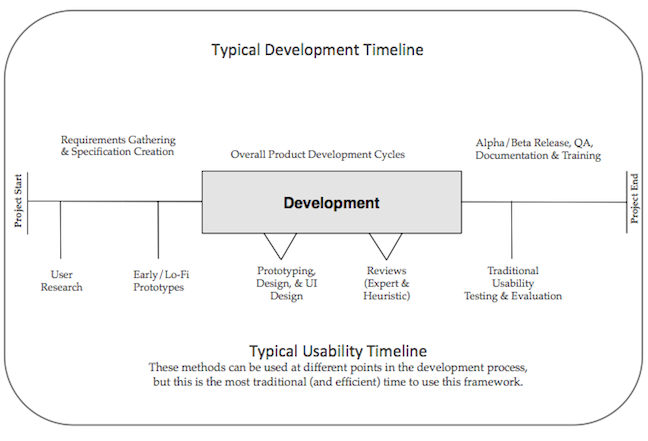 Typical Development Timeline
Requirements Gathering
& Specification Creation
Overall Product Development Cycles
Alpha/Beta Release, QA,
Documentation & Training
Project Start
Development
Project End
User
Research
Early/Lo-Fi
Prototypes
Prototyping,
Design, & UI
Design
Reviews
(Expert &
Heuristic)
Traditional
Usability
Testing & Evaluation
Typical Usability Timeline
These methods can be used at different points in the development process,
but this is the most traditional (and efficient) time to use this framework.